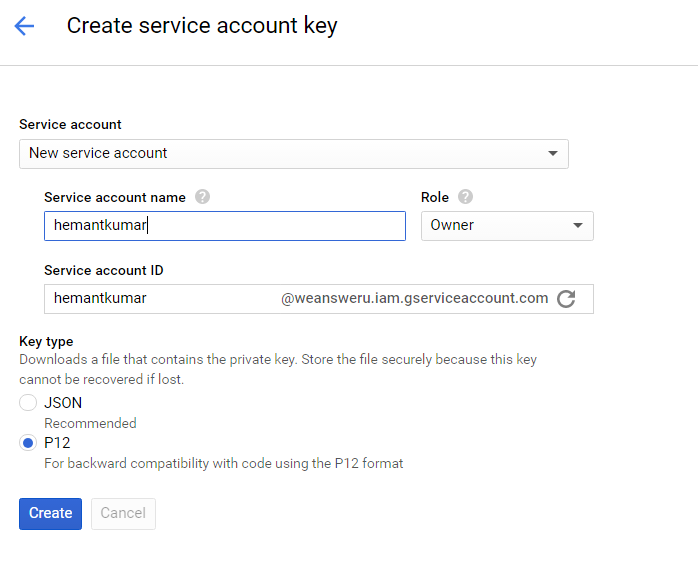 Create service account key
Service account
New service account
Service account name ?
Role ?
hemantkumar
Owner
Service account ID
hemantkumar @weansweru.iam.gserviceaccount.com
Key type
Downloads a file that contains the private key. Store the file securely because this key
cannot be recovered if lost.
JSON
Recommended
P12
For backward compatibility with code using the P12 format
Create Cancel